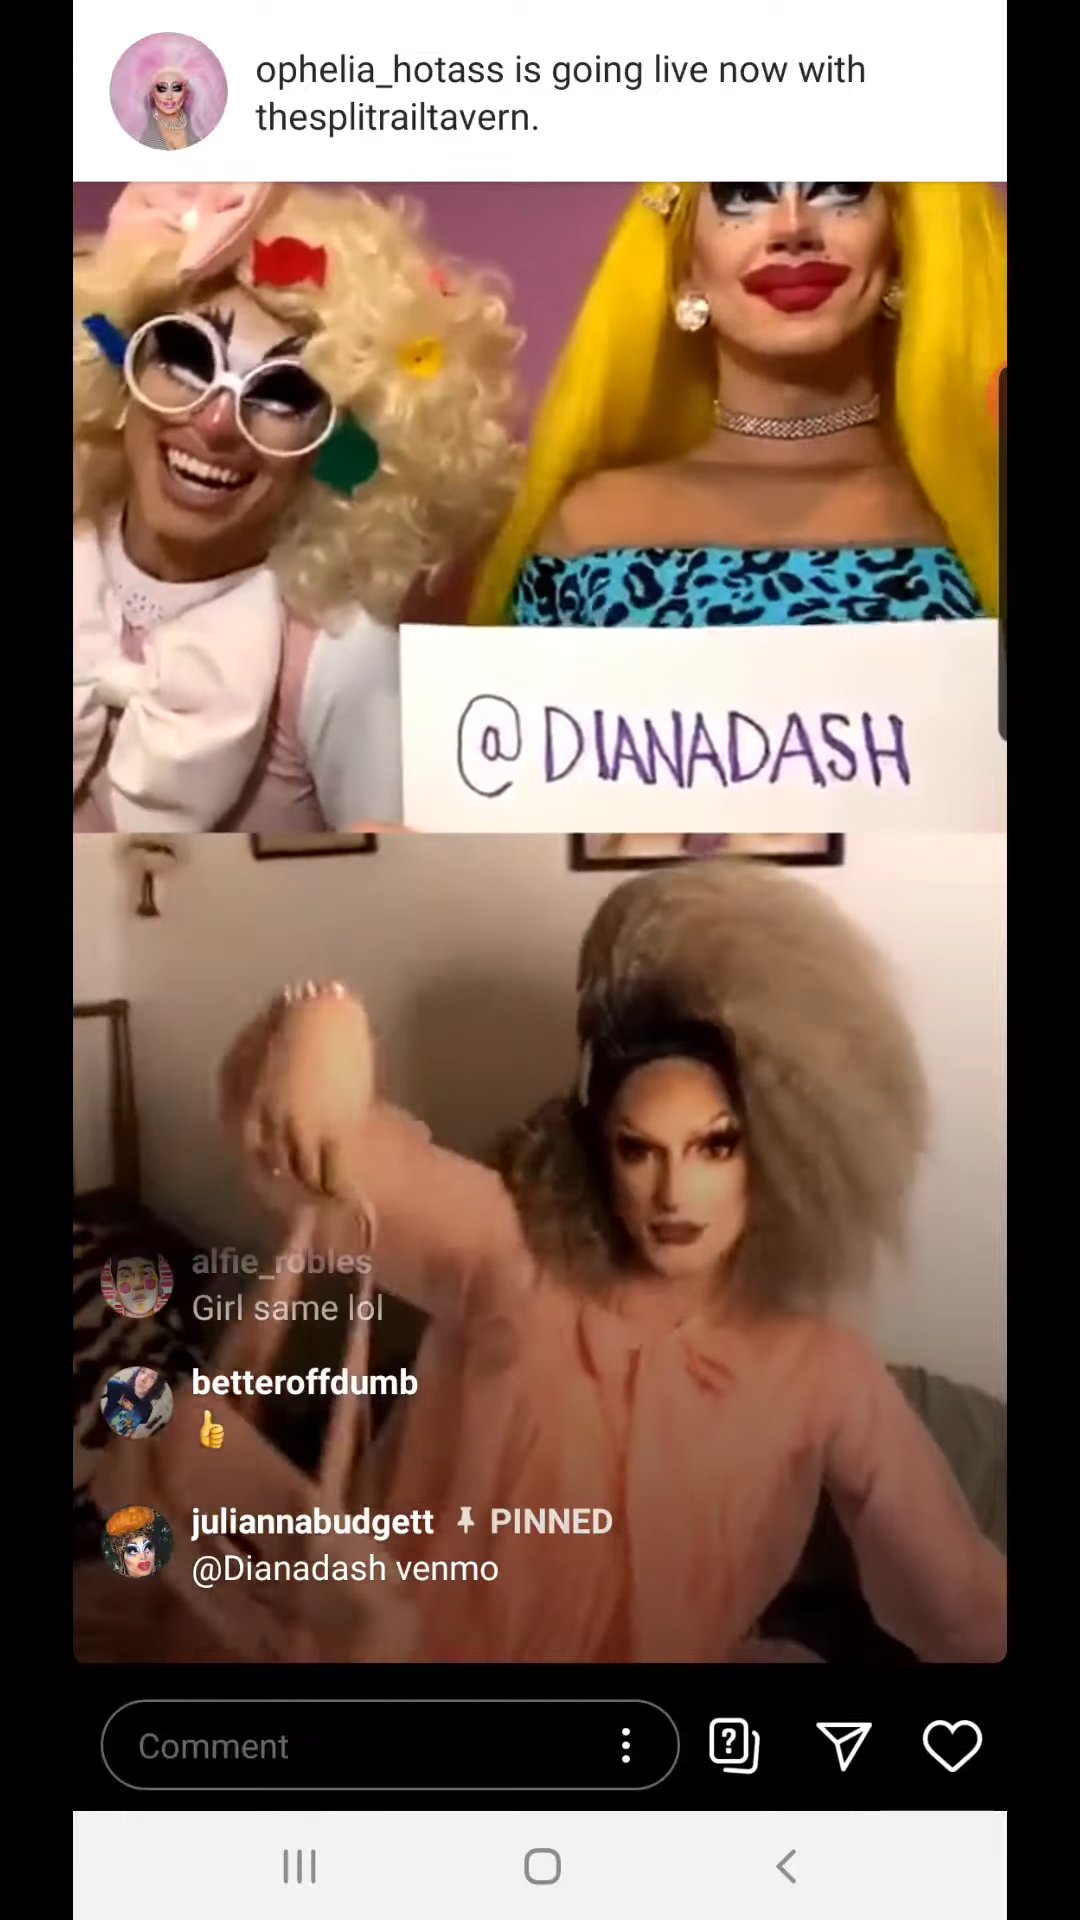 ophelia_hotass is going live now with
thesplitrailtavern.
@DIANADASH
alfie_robles
Girl same lol
betteroffdumb
👍
juliannabudgett PINNED
@Dianadash venmo
Comment